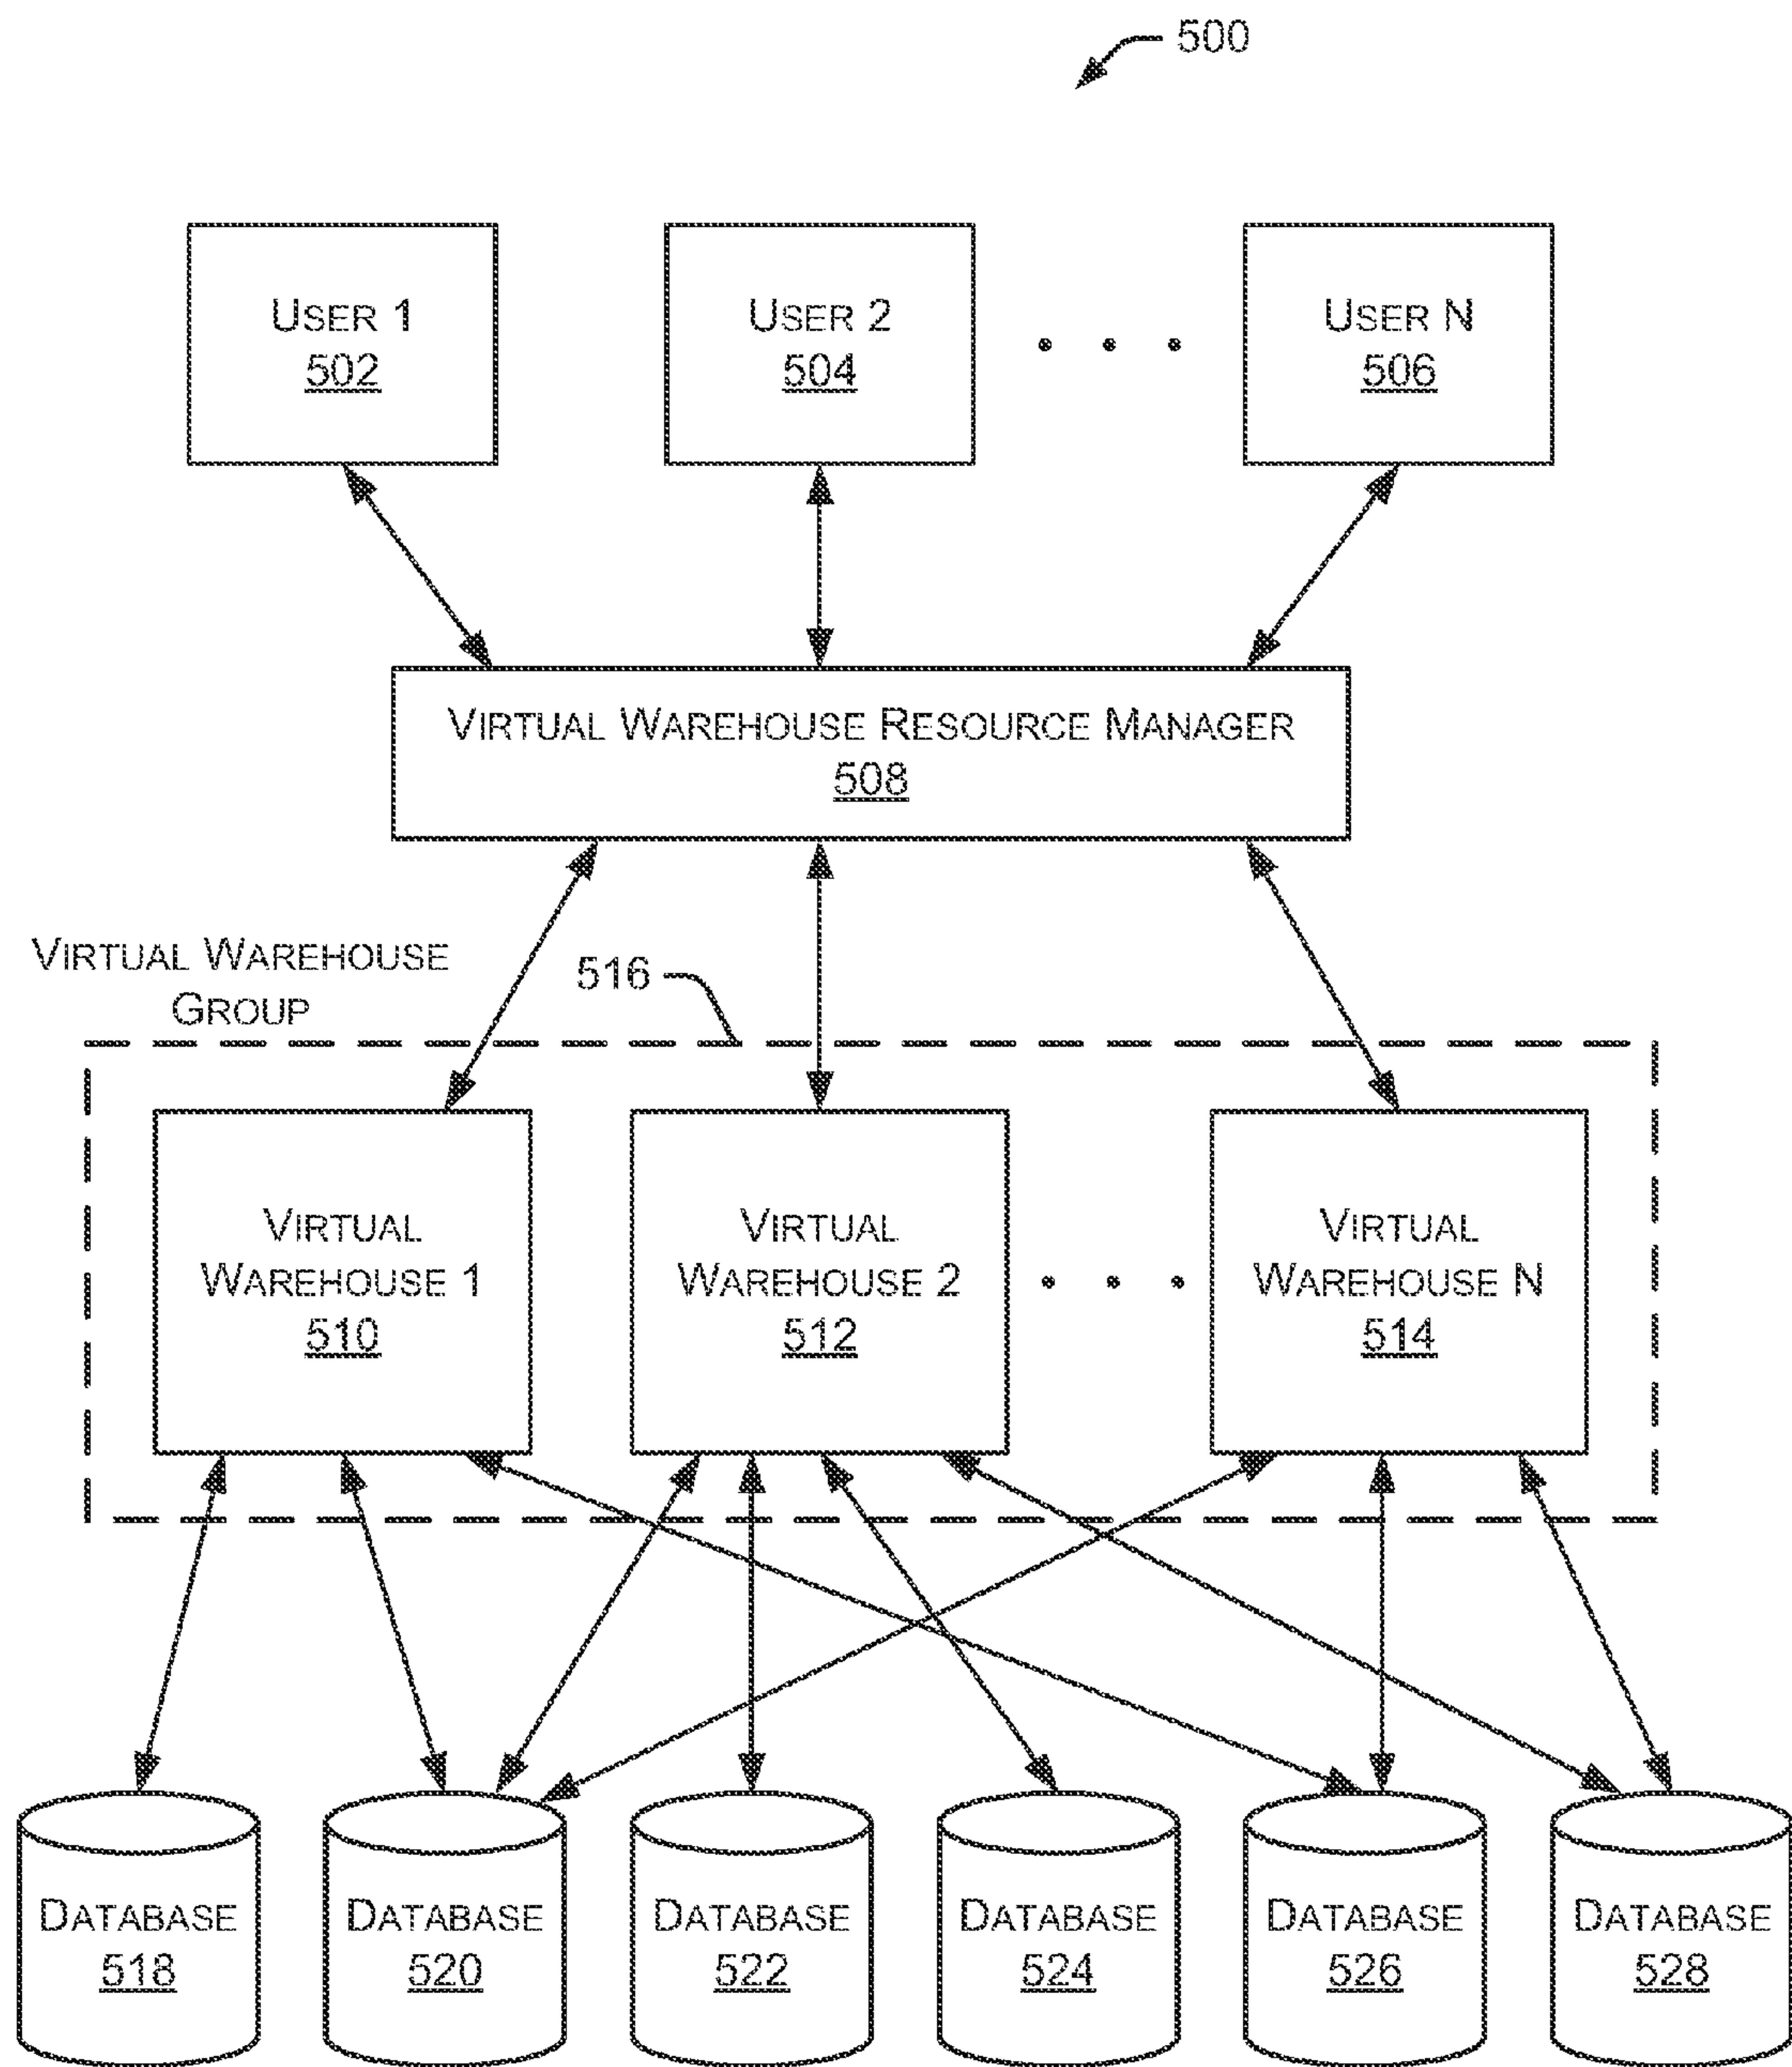 500
USER 1
502
USER 2
504
USER N
506
VIRTUAL WAREHOUSE RESOURCE MANAGER
508
VIRTUAL WAREHOUSE
GROUP
516
VIRTUAL
WAREHOUSE 1
510
VIRTUAL
WAREHOUSE 2
512
VIRTUAL
WAREHOUSE N
514
DATABASE
518
DATABASE
520
DATABASE
522
DATABASE
524
DATABASE
526
DATABASE
528